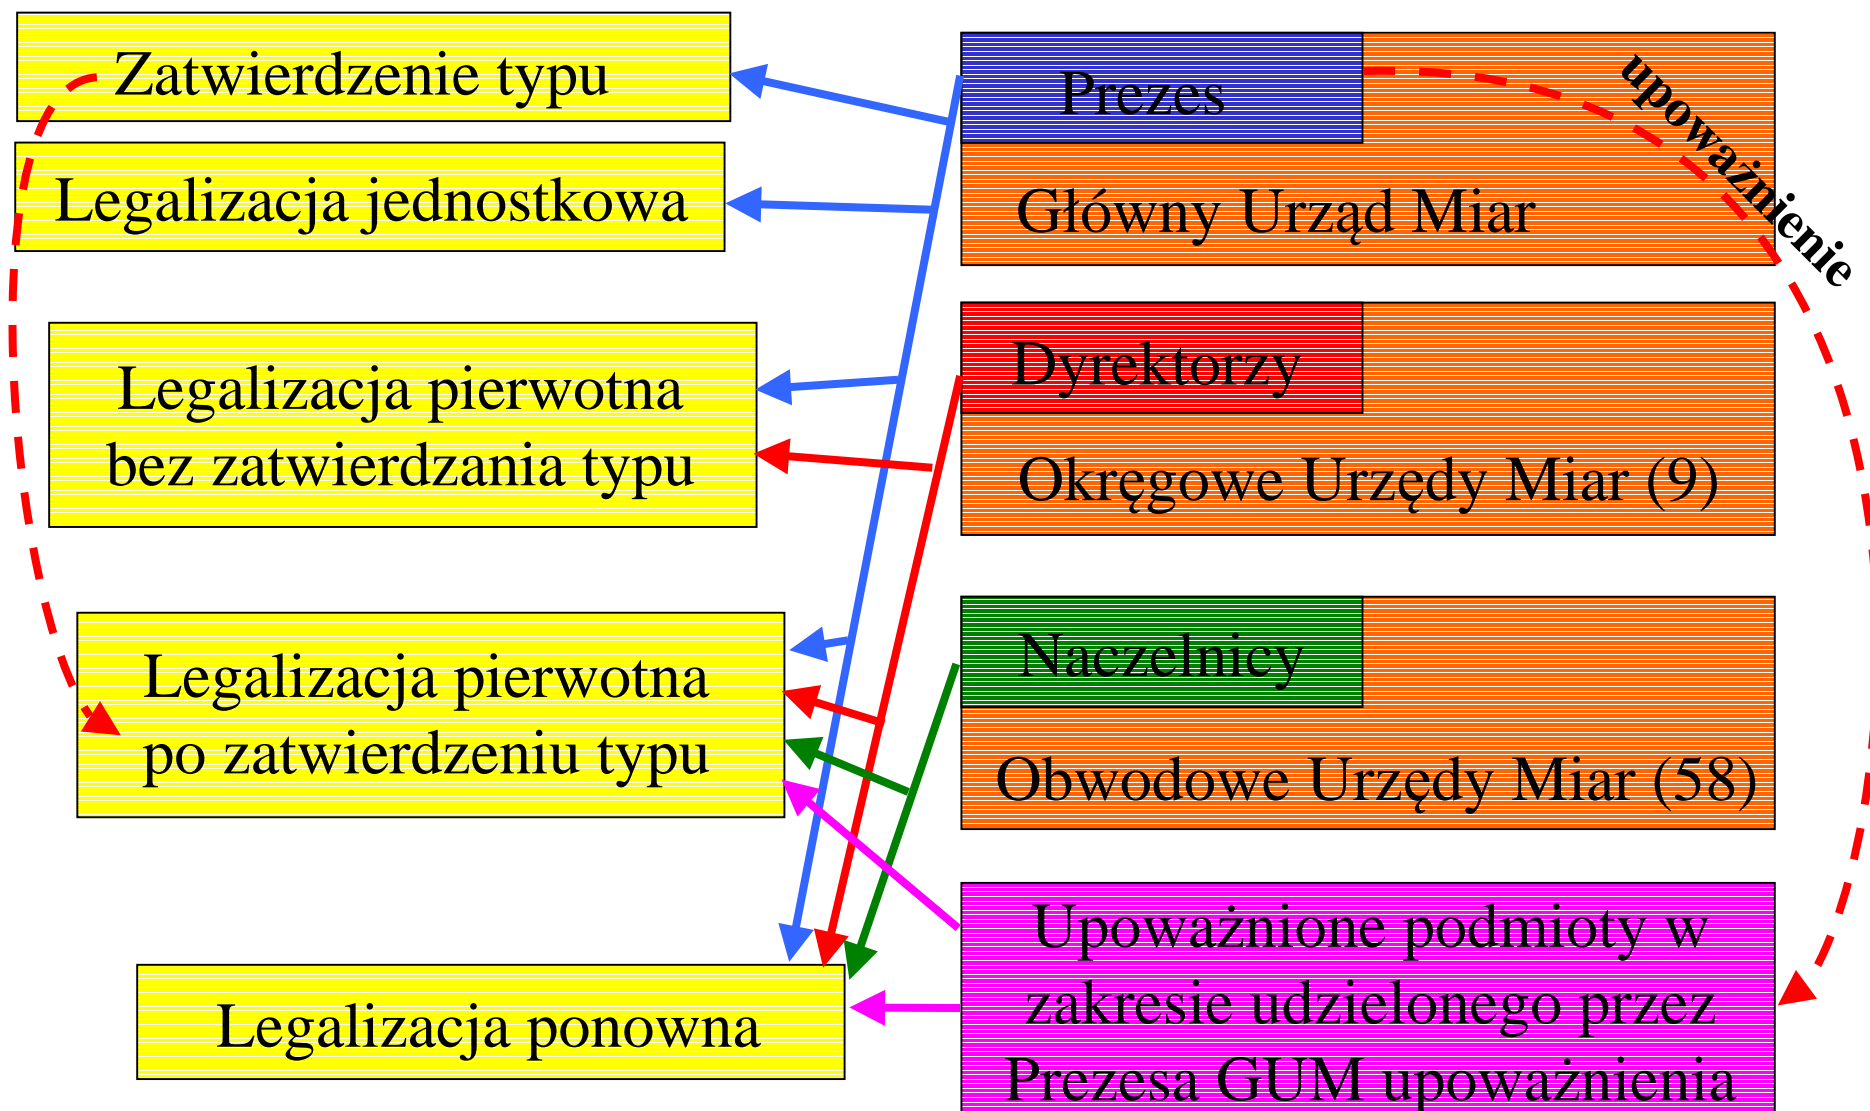 Zatwierdzenie typu
Legalizacja jednostkowa
Legalizacja pierwotna
bez zatwierdzania typu
Legalizacja pierwotna
po zatwierdzeniu typu
Legalizacja ponowna
Prezes
Główny Urząd Miar
upoważnienie
Dyrektorzy
Okręgowe Urzędy Miar (9)
Naczelnicy
Obwodowe Urzędy Miar (58)
Upoważnione podmioty w
zakresie udzielonego przez
Prezesa GUM upoważnienia